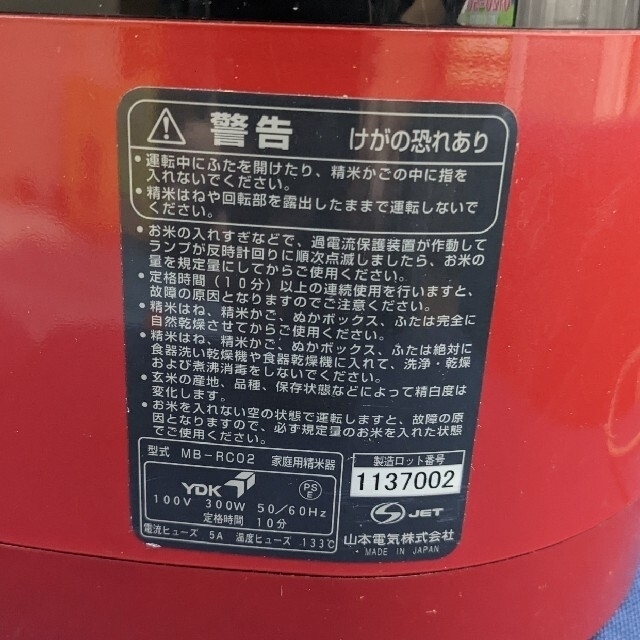 警告 けがの恐れあり
・運転中にふたを開けたり、精米かごの中に指を
入れないでください。
・精米はねや回転部を露出したままで運転しないで
ください。
・お米の入れすぎなどで、過電流保護装置が作動して
ランプが反時計回りに順次点滅しましたら、お米の
量を規定量にしてからご使用ください。
・定格時間(10分)以上の連続使用を行いますと、
故障の原因となりますのでご注意ください。
・精米はね、精米かご、ぬかボックス、ふたは完全に
自然乾燥させてからご使用ください。
・精米はね、精米かご、ぬかボックス、ふたは絶対に
食器洗い乾燥機や食器乾燥機に入れて、洗浄・乾燥
および煮沸消毒をしないでください。
・玄米の産地、品種、保存状態などによって精白度は
変化します。
・お米を入れない空の状態で運転しますと、故障の原
因となりますので、必ず規定量のお米を入れた状態
でご使用ください。
型式 MB-RC02 家庭用精米器
YDK PSE
100V 300W 50/60Hz
定格時間 10分
電流ヒューズ 5A 温度ヒューズ 133℃
製造ロット番号
1137002
JET
山本電気株式会社
MADE IN JAPAN